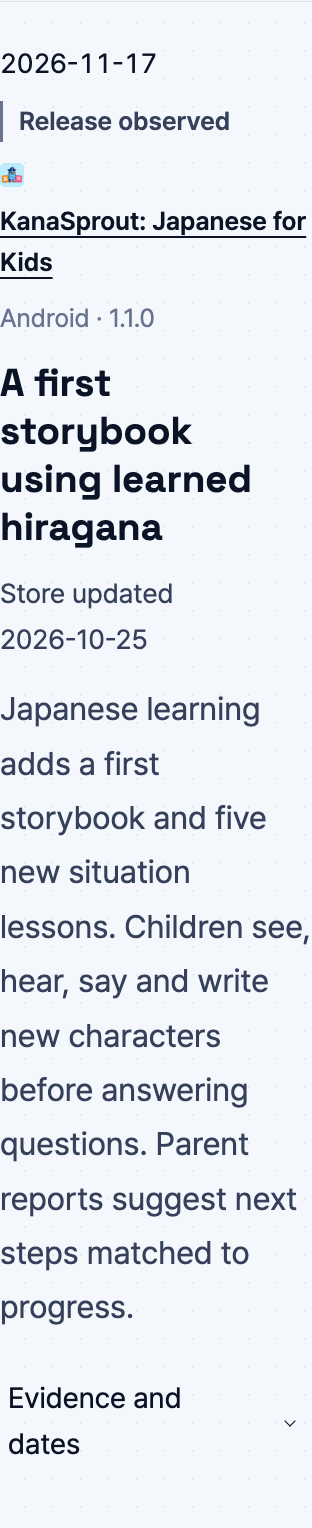 2026-11-17
Release observed
KanaSprout: Japanese for
Kids
Android · 1.1.0
A first
storybook
using learned
hiragana
Store updated
2026-10-25
Japanese learning
adds a first
storybook and five
new situation
lessons. Children see,
hear, say and write
new characters
before answering
questions. Parent
reports suggest next
steps matched to
progress.
Evidence and
dates